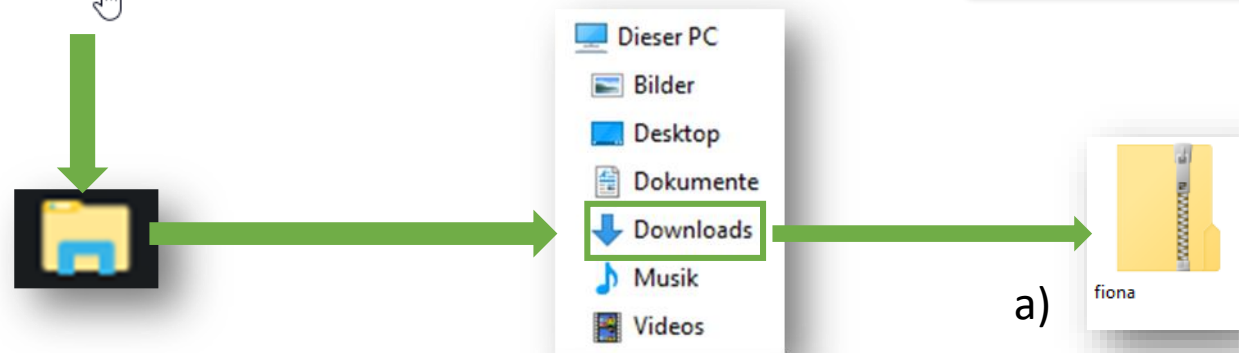 Dieser PC
Bilder
Desktop
Dokumente
Downloads
Musik
Videos
a)
fiona